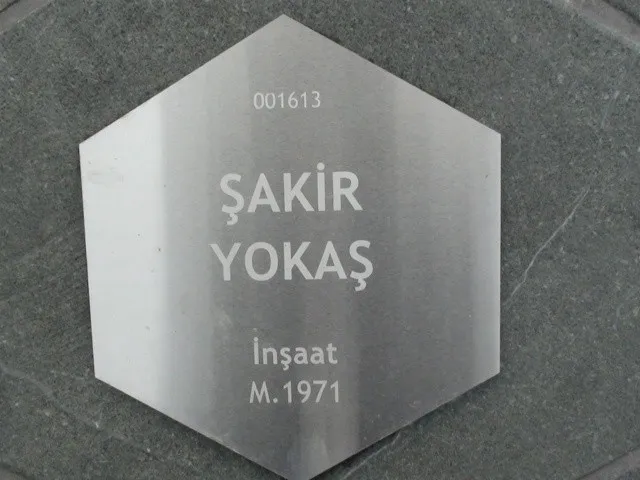 001613
ŞAKİR
YOKAŞ
İnşaat
M.1971